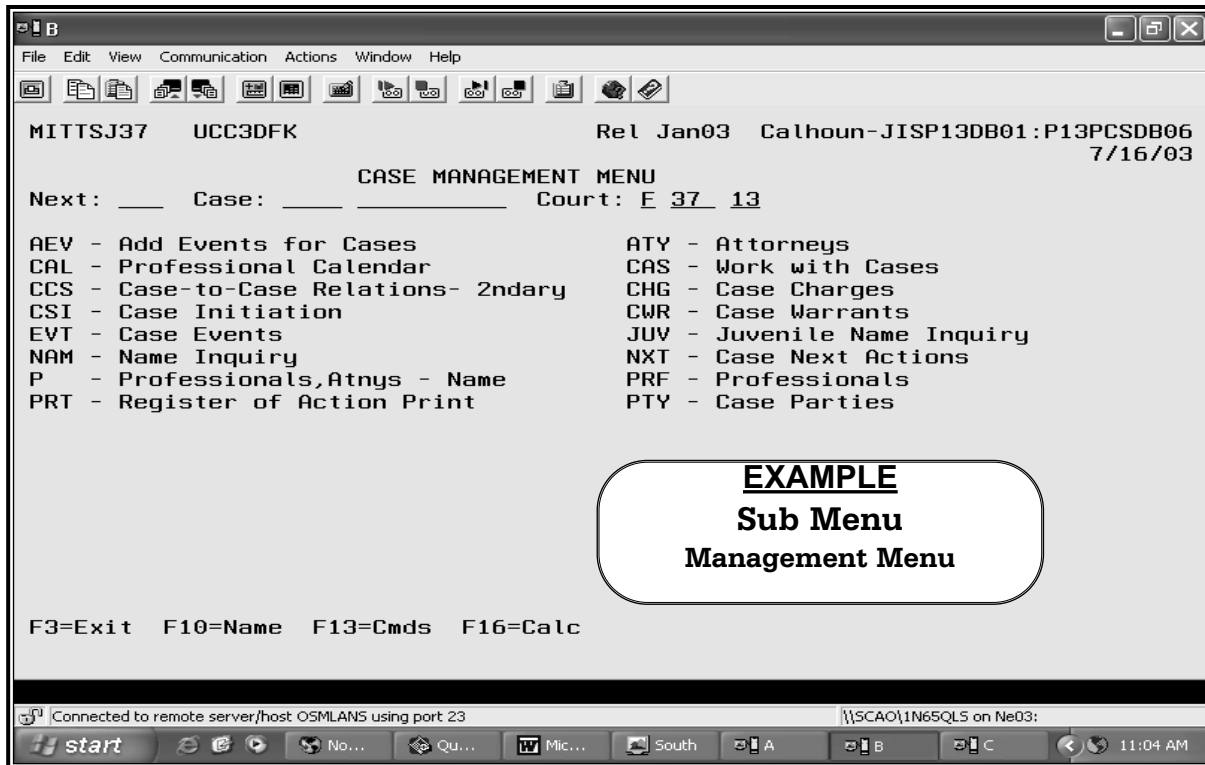 B
File Edit View Communication Actions Window Help
MITTSJ37 UCC3DFK Rel Jan03 Calhoun-JISP13DB01:P13PCSDB06
7/16/03
CASE MANAGEMENT MENU
Next: ___ Case: ____ __________ Court: F 37 13
AEV - Add Events for Cases ATY - Attorneys
CAL - Professional Calendar CAS - Work with Cases
CCS - Case-to-Case Relations- 2ndary CHG - Case Charges
CSI - Case Initiation CWR - Case Warrants
EVT - Case Events JUV - Juvenile Name Inquiry
NAM - Name Inquiry NXT - Case Next Actions
P - Professionals,Atnys - Name PRF - Professionals
PRT - Register of Action Print PTY - Case Parties
EXAMPLE
Sub Menu
Management Menu
F3=Exit F10=Name F13=Cmds F16=Calc
Connected to remote server/host OSMLANS using port 23 \\SCAO\1N65QLS on Ne03:
start No... Qu... Mic... South A B C 11:04 AM